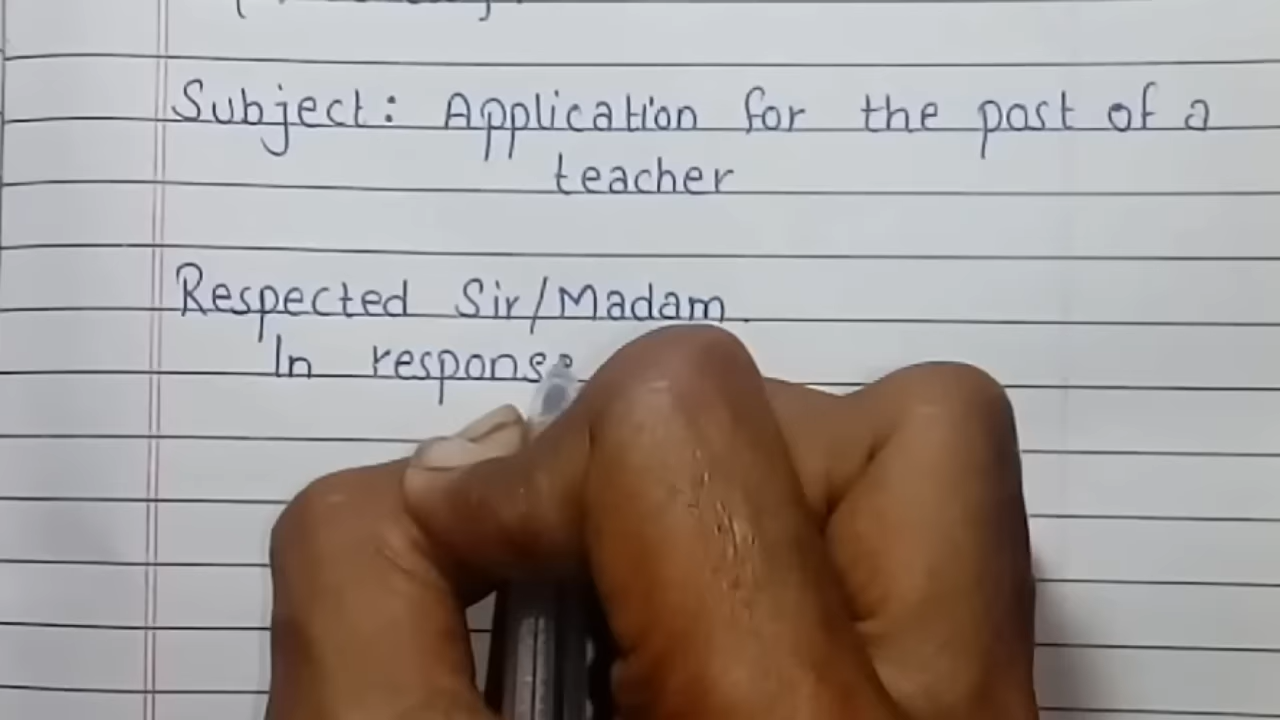 Subject: Application for the post of a
teacher
Respected Sir/Madam
In response